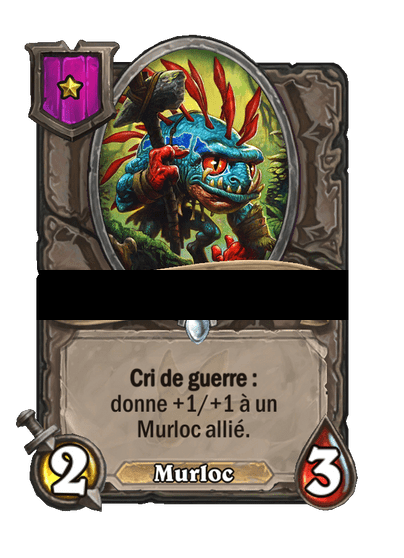 Cri de guerre :
donne +1/+1 à un
Murloc allié.
2
Murloc
3